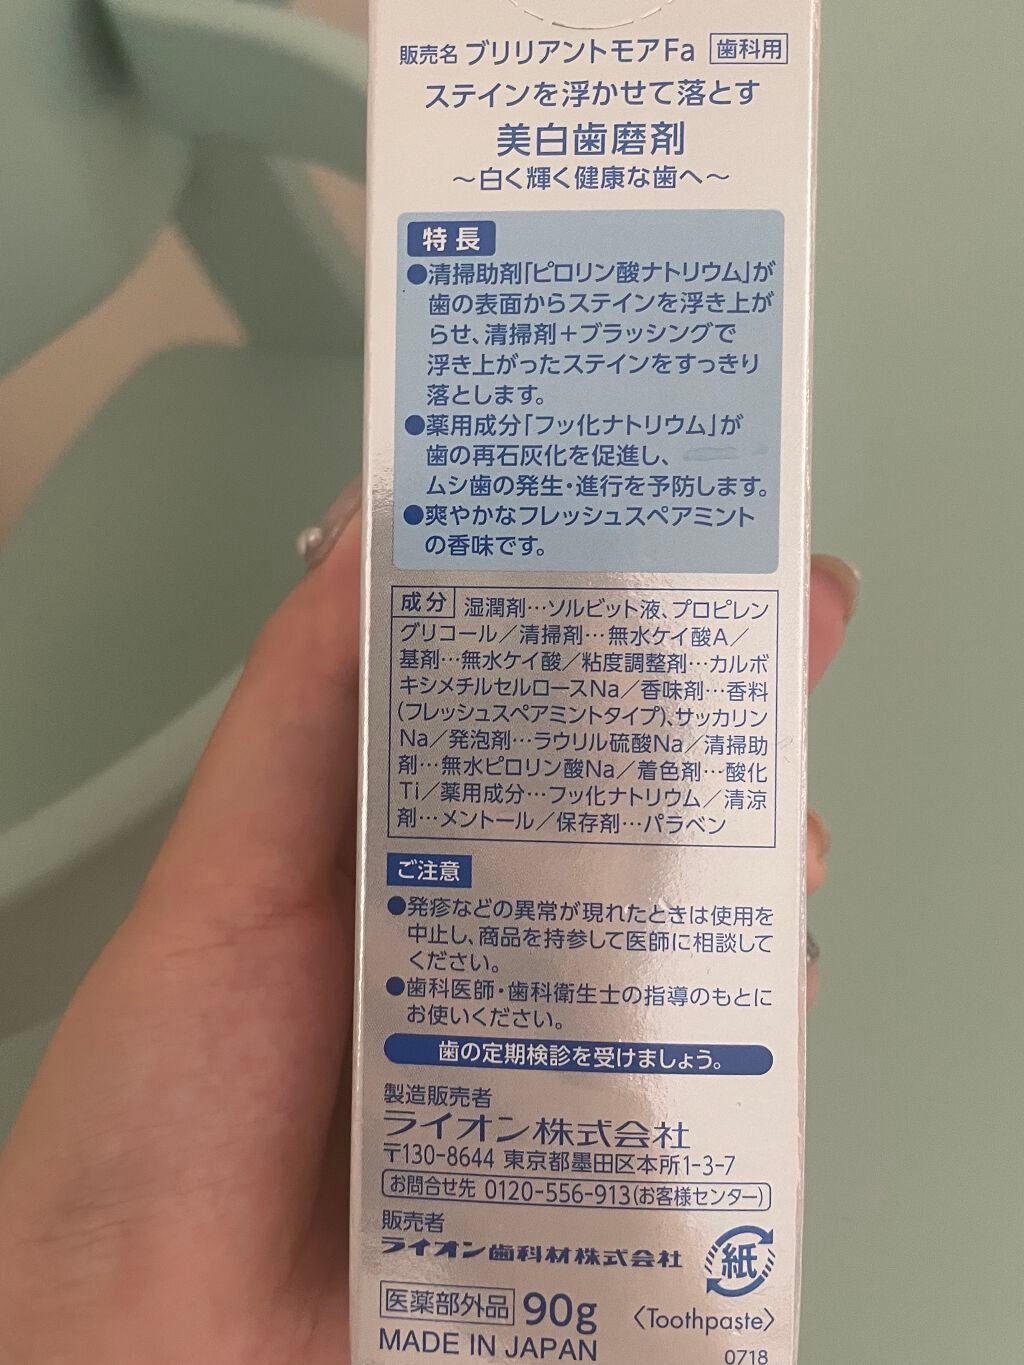 販売名 ブリリアントモアFa 歯科用
ステインを浮かせて落とす
美白歯磨剤
～白く輝く健康な歯へ～
特長
●清掃助剤「ピロリン酸ナトリウム」が
歯の表面からステインを浮き上が
らせ、清掃剤＋ブラッシングで
浮き上がったステインをすっきり
落とします。
●薬用成分「フッ化ナトリウム」が
歯の再石灰化を促進し、
ムシ歯の発生・進行を予防します。
●爽やかなフレッシュスペアミント
の香味です。
成分 湿潤剤…ソルビット液、プロピレン
グリコール／清掃剤…無水ケイ酸A／
基剤…無水ケイ酸／粘度調整剤…カルボ
キシメチルセルロースNa／香味剤…香料
(フレッシュスペアミントタイプ)、サッカリン
Na／発泡剤…ラウリル硫酸Na／清掃助
剤…無水ピロリン酸Na／着色剤…酸化
Ti／薬用成分…フッ化ナトリウム／清涼
剤…メントール／保存剤…パラベン
ご注意
●発疹などの異常が現れたときは使用を
中止し、商品を持参して医師に相談して
ください。
●歯科医師・歯科衛生士の指導のもとに
お使いください。
歯の定期検診を受けましょう。
製造販売者
ライオン株式会社
〒130-8644 東京都墨田区本所1-3-7
お問合せ先 0120-556-913(お客様センター)
販売者
ライオン歯科材株式会社
紙
医薬部外品 90g 〈Toothpaste〉
MADE IN JAPAN 0718